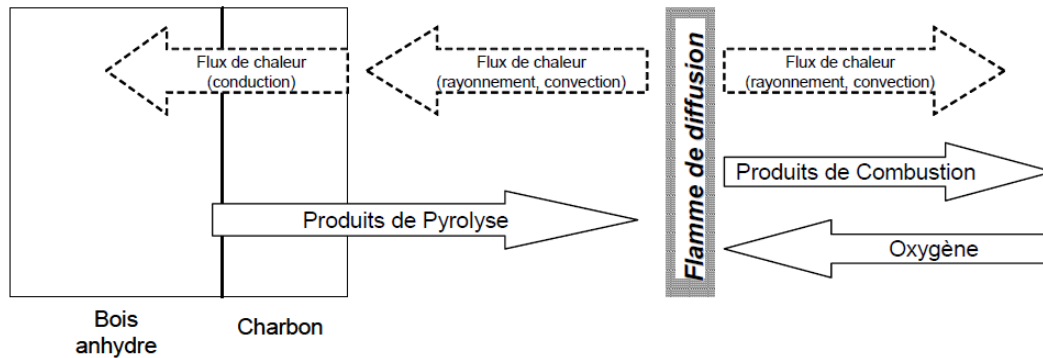 Flux de chaleur
(conduction)
Flux de chaleur
(rayonnement, convection)
Flux de chaleur
(rayonnement, convection)
Flamme de diffusion
Produits de Combustion
Produits de Pyrolyse
Oxygène
Bois
anhydre
Charbon